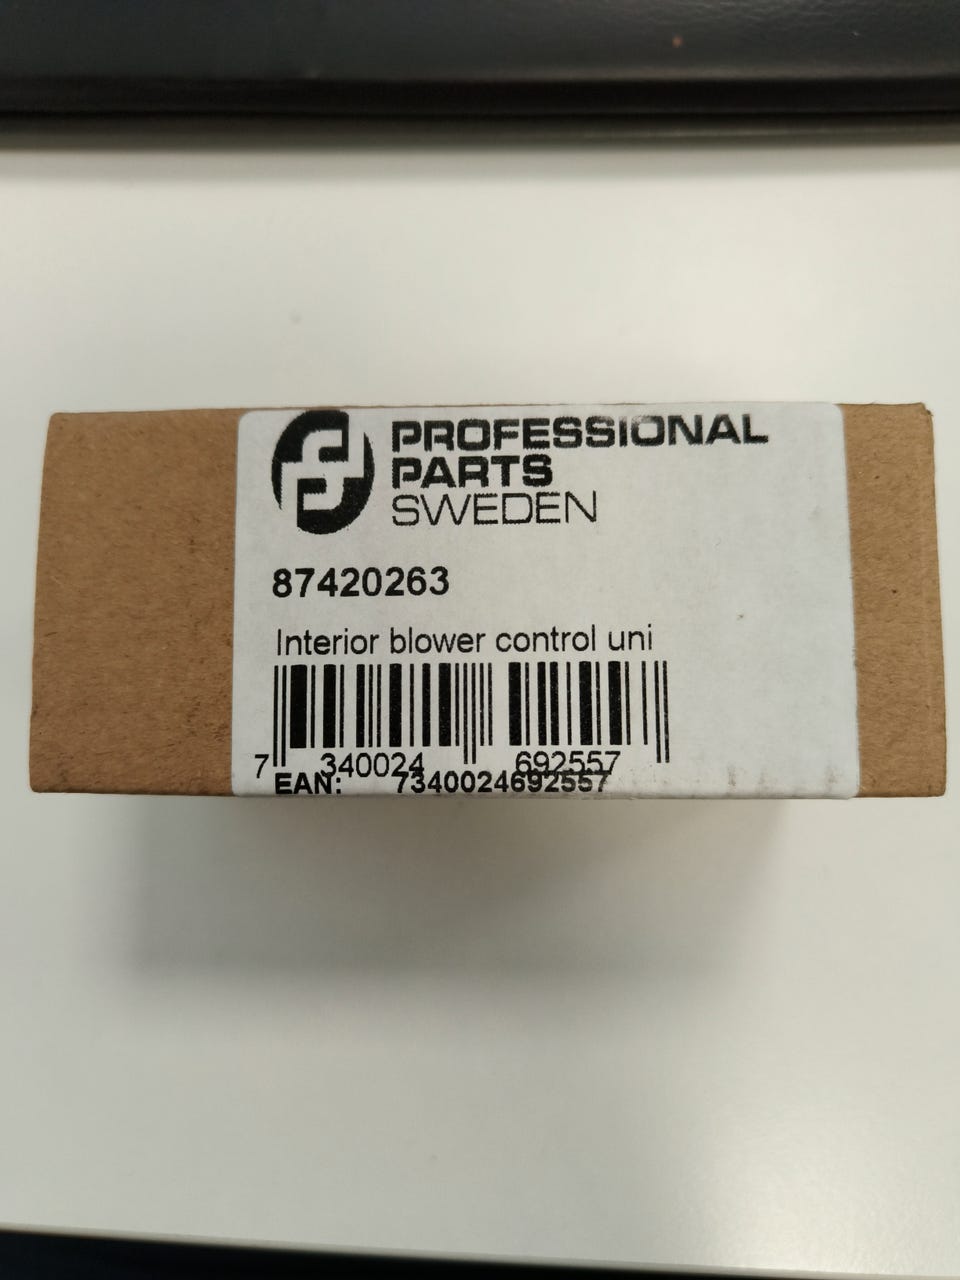 PROFESSIONAL
PARTS
SWEDEN
87420263
Interior blower control uni
7 340024 692557
EAN: 7340024692557